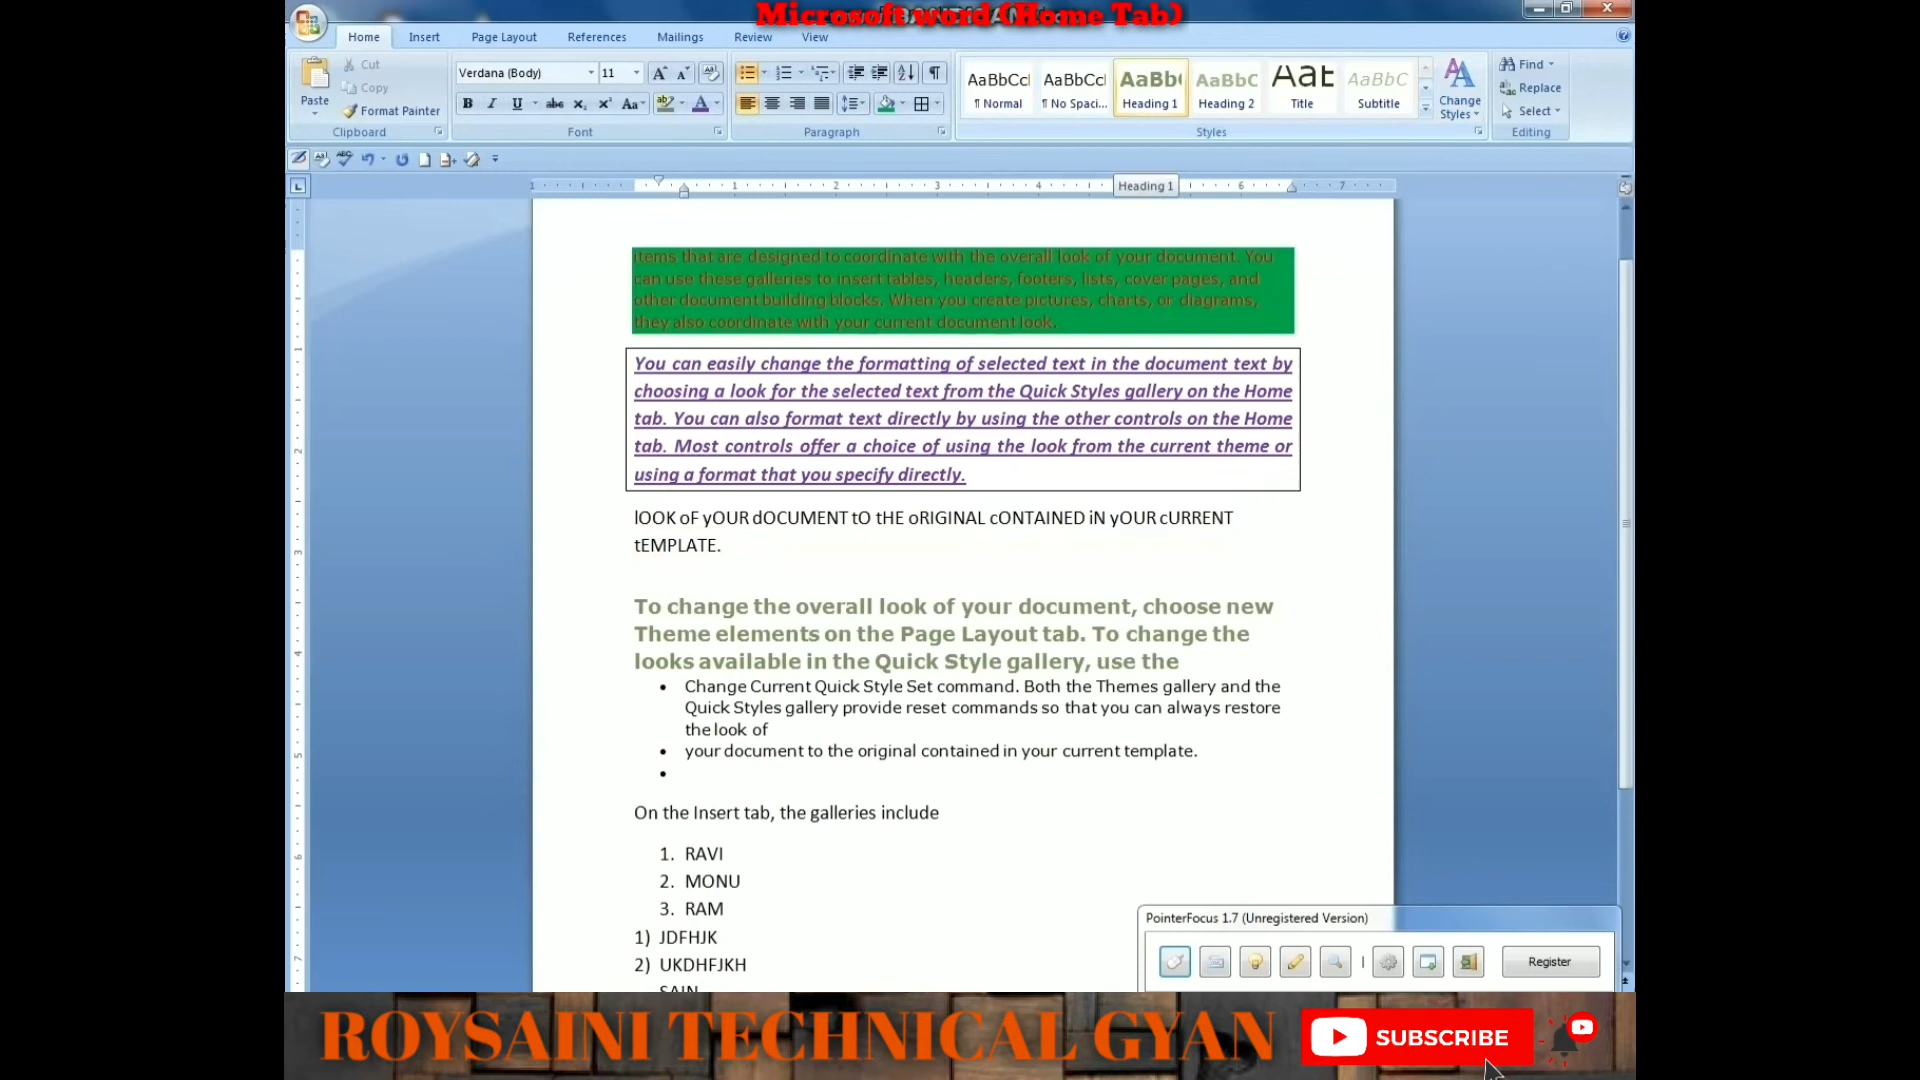 Microsoft word (Home Tab)
Home Insert Page Layout References Mailings Review View
Cut
Copy
Paste
Format Painter
Clipboard
Verdana (Body) 11
Font
Paragraph
AaBbCcI AaBbCcI AaBb( AaBbC Aat AaBbC
¶ Normal ¶ No Spaci... Heading 1 Heading 2 Title Subtitle
Change
Styles
Styles
Find
Replace
Select
Editing
Heading 1
items that are designed to coordinate with the overall look of your document. You
can use these galleries to insert tables, headers, footers, lists, cover pages, and
other document building blocks. When you create pictures, charts, or diagrams,
they also coordinate with your current document look.
You can easily change the formatting of selected text in the document text by
choosing a look for the selected text from the Quick Styles gallery on the Home
tab. You can also format text directly by using the other controls on the Home
tab. Most controls offer a choice of using the look from the current theme or
using a format that you specify directly.
lOOK oF yOUR dOCUMENT tO tHE oRIGINAL cONTAINED iN yOUR cURRENT
tEMPLATE.
To change the overall look of your document, choose new
Theme elements on the Page Layout tab. To change the
looks available in the Quick Style gallery, use the
• Change Current Quick Style Set command. Both the Themes gallery and the
Quick Styles gallery provide reset commands so that you can always restore
the look of
• your document to the original contained in your current template.
•
On the Insert tab, the galleries include
1. RAVI
2. MONU
3. RAM
1) JDFHJK
2) UKDHFJKH
SAIN
PointerFocus 1.7 (Unregistered Version)
Register
ROYSAINI TECHNICAL GYAN
SUBSCRIBE